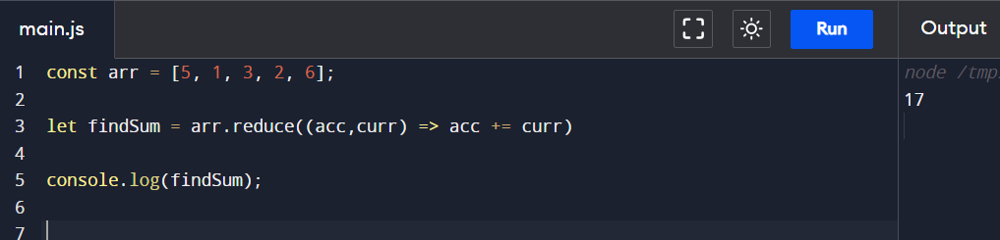 main.js
Run
Output
1 const arr = [5, 1, 3, 2, 6];
2
3 let findSum = arr.reduce((acc,curr) => acc += curr)
4
5 console.log(findSum);
6
7
node /tmp
17